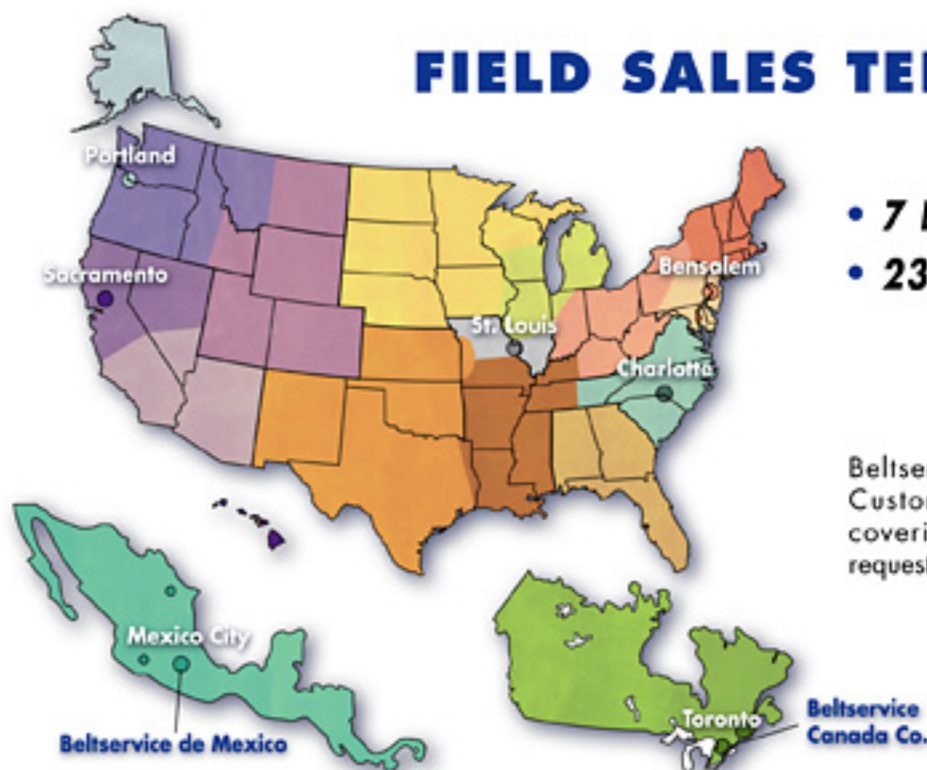 FIELD SALES TE
Portland
• 7
Sacramento
Bensalem
• 23
St. Louis
Charlotte
Beltser
Custor
coveri
request
Mexico City
Toronto
Beltservice
Canada Co.
Beltservice de Mexico